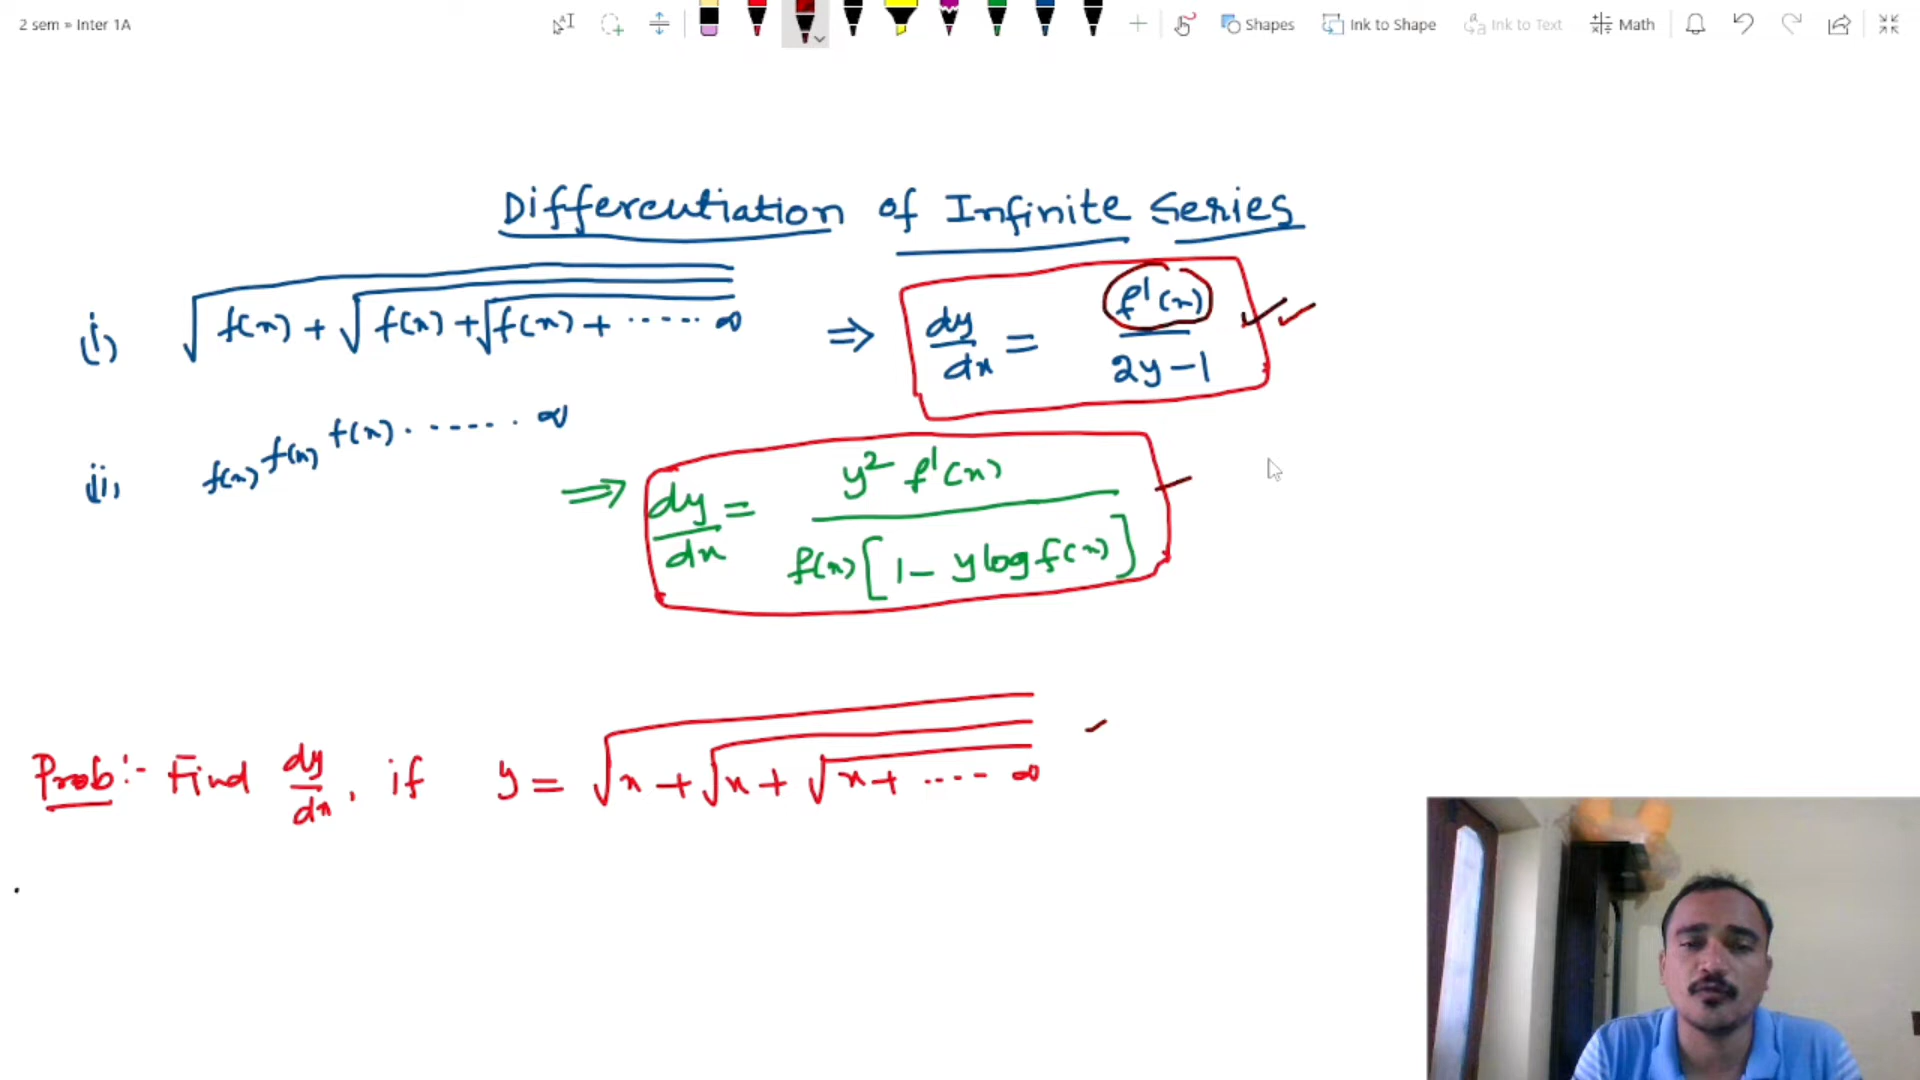 2 sem » Inter 1A
Shapes Ink to Shape Ink to Text Math
Differentiation of Infinite Series
(i) √(f(x) + √(f(x) + √(f(x) + ..... ∞ ⇒ dy/dx = f'(x)/(2y-1)
(ii) f(x)^f(x)^f(x)^...... ∞ ⇒ dy/dx = y² f'(x) / f(x)[1 - y log f(x)]
Prob:- Find dy/dx, if y = √(x + √(x + √(x + ..... ∞